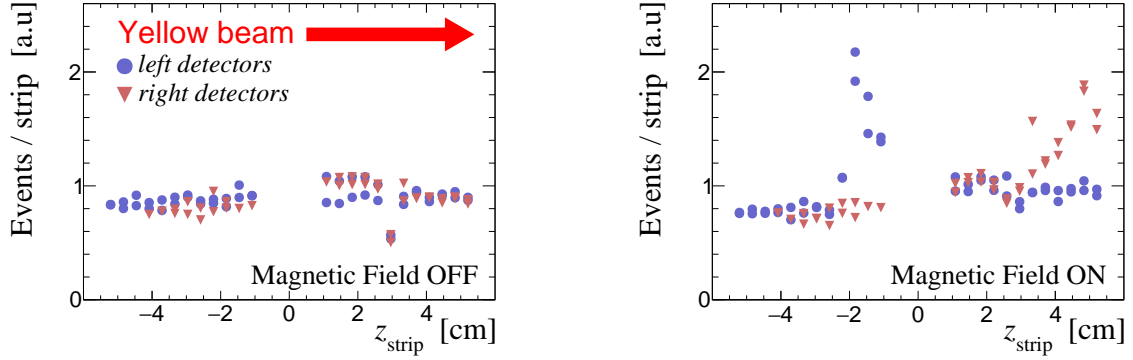 Events / strip [a.u]
2
1
0
Yellow beam
left detectors
right detectors
Magnetic Field OFF
−4 −2 0 2 4
z_strip [cm]
Events / strip [a.u]
2
1
0
Magnetic Field ON
−4 −2 0 2 4
z_strip [cm]